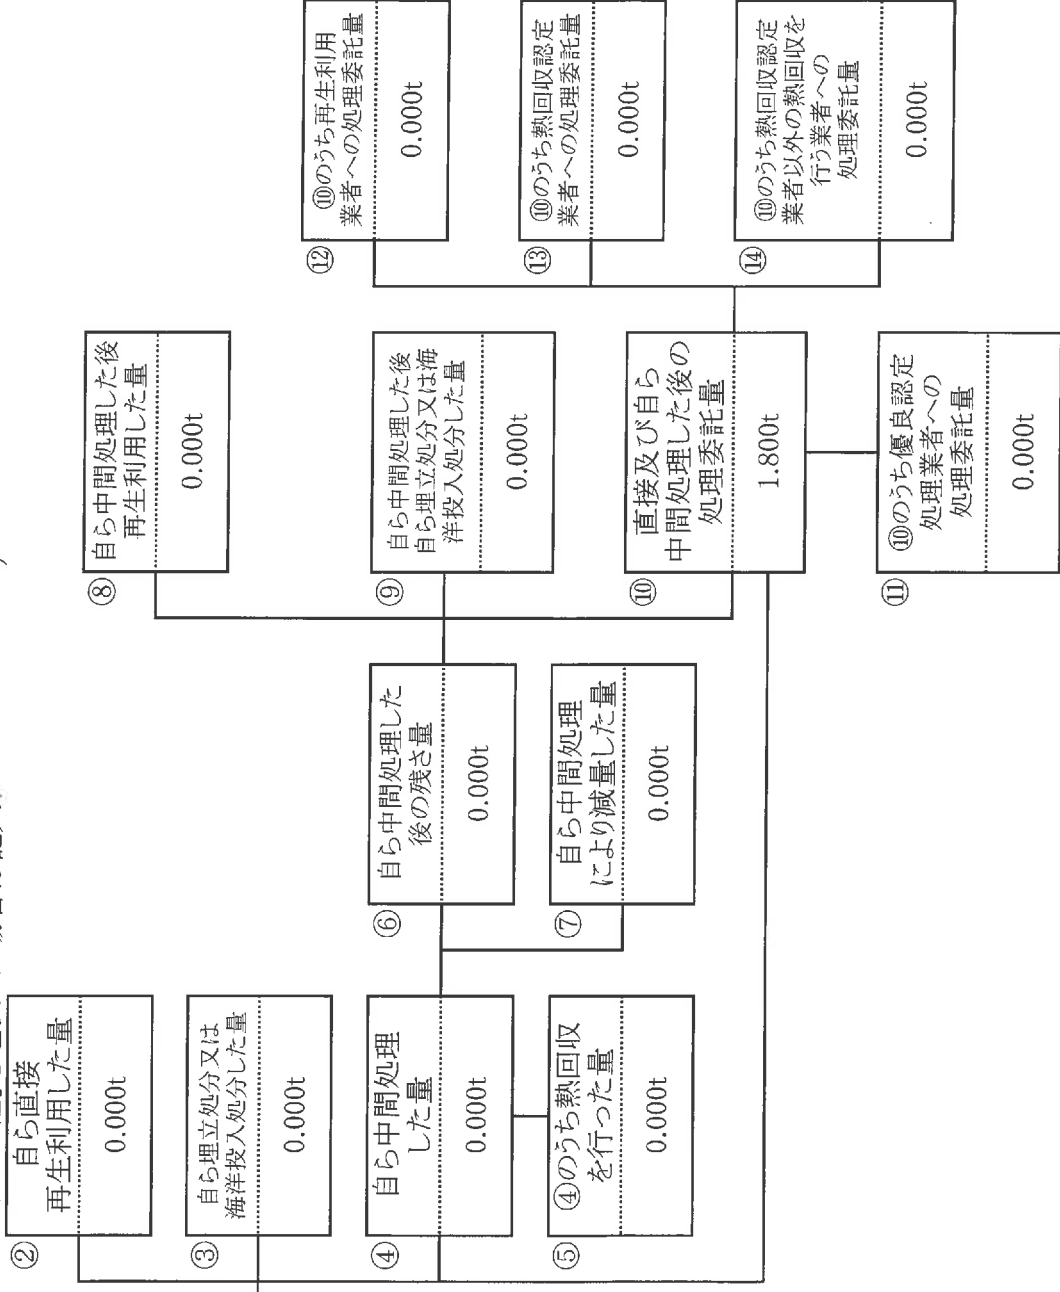 ②
自ら直接
再生利用した量
0.000t
③
自ら埋立処分又は
海洋投入処分した量
0.000t
④
自ら中間処理
した量
0.000t
⑤
④のうち熱回収
を行った量
0.000t
⑥
自ら中間処理した
後の残さ量
0.000t
⑦
自ら中間処理
により減量した量
0.000t
⑧
自ら中間処理した後
再生利用した量
0.000t
⑨
自ら中間処理した後
自ら埋立処分又は海
洋投入処分した量
0.000t
⑩
直接及び自ら
中間処理した後の
処理委託量
1.800t
⑪
⑩のうち優良認定
処理業者への
処理委託量
0.000t
⑫
⑩のうち再生利用
業者への処理委託量
0.000t
⑬
⑩のうち熱回収認定
業者への処理委託量
0.000t
⑭
⑩のうち熱回収認定
業者以外の熱回収を
行う業者への
処理委託量
0.000t